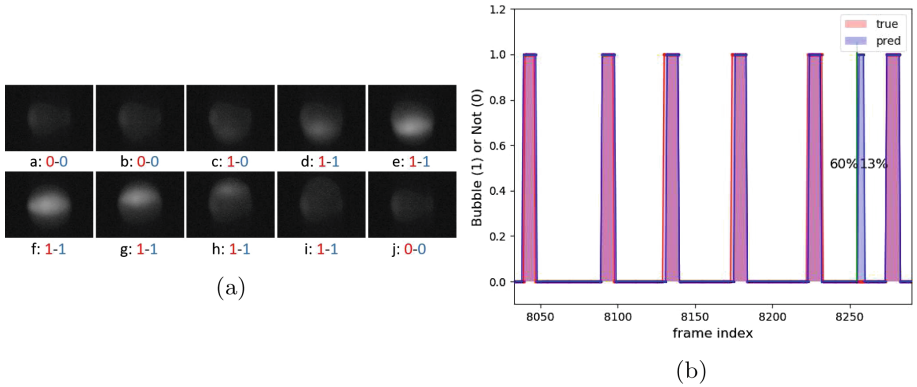 a: 0-0 b: 0-0 c: 1-0 d: 1-1 e: 1-1
f: 1-1 g: 1-1 h: 1-1 i: 1-1 j: 0-0
(a)
1.2
1.0
0.8
0.6
0.4
0.2
0.0
Bubble (1) or Not (0)
true
pred
60% 13%
8050 8100 8150 8200 8250
frame index
(b)